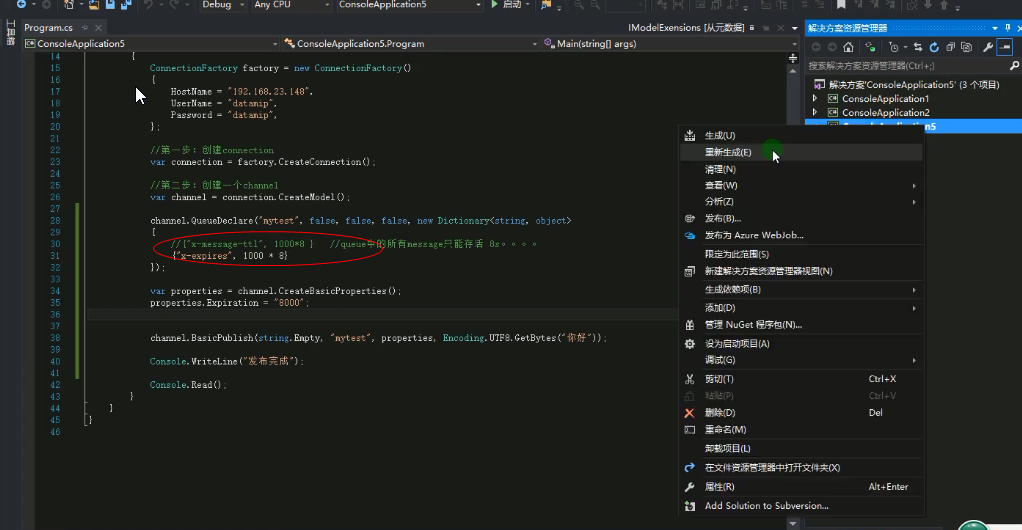 Debug
Any CPU
ConsoleApplication5
启动
Program.cs
IModelExensions [从元数据]
解决方案资源管理器
ConsoleApplication5
ConsoleApplication5.Program
Main(string[] args)
搜索解决方案资源管理器(Ctrl+;)
解决方案'ConsoleApplication5' (3 个项目)
ConsoleApplication1
ConsoleApplication2
14 {
15 ConnectionFactory factory = new ConnectionFactory()
16 {
17 HostName = "192.168.23.148",
18 UserName = "datamip",
19 Password = "datamip",
20 };
21
22 //第一步：创建connection
23 var connection = factory.CreateConnection();
24
25 //第二步：创建一个channel
26 var channel = connection.CreateModel();
27
28 channel.QueueDeclare("mytest", false, false, false, new Dictionary<string, object>
29 {
30 //{"x-message-ttl", 1000*8 } //queue中的所有message只能存活 8s。。。。
31 {"x-expires", 1000 * 8}
32 });
33
34 var properties = channel.CreateBasicProperties();
35 properties.Expiration = "8000";
36
37
38 channel.BasicPublish(string.Empty, "mytest", properties, Encoding.UTF8.GetBytes("你好"));
39
40 Console.WriteLine("发布完成");
41
42 Console.Read();
43 }
44 }
45 }
46
生成(U)
重新生成(E)
清理(N)
查看(W)
分析(Z)
发布(B)...
发布为 Azure WebJob...
限定为此范围(S)
新建解决方案资源管理器视图(N)
生成依赖项(B)
添加(D)
管理 NuGet 程序包(N)...
设为启动项目(A)
调试(G)
剪切(T) Ctrl+X
粘贴(P) Ctrl+V
删除(D) Del
重命名(M)
卸载项目(L)
在文件资源管理器中打开文件夹(X)
属性(R) Alt+Enter
Add Solution to Subversion...